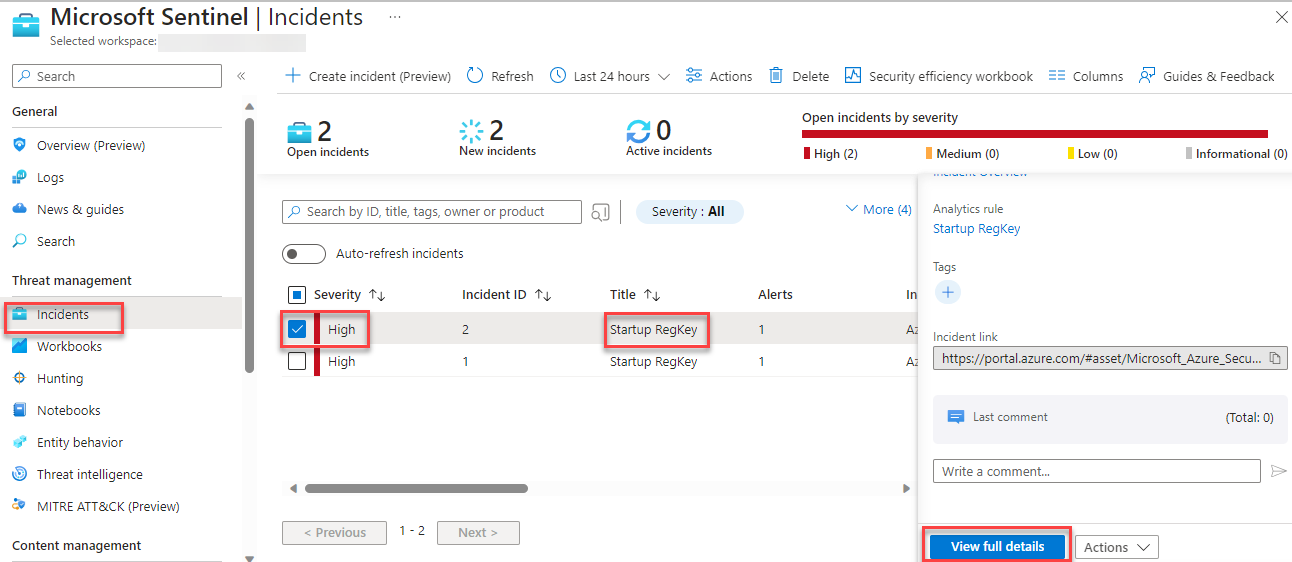 Microsoft Sentinel | Incidents ...
Selected workspace:
Search
«
General
Overview (Preview)
Logs
News & guides
Search
Threat management
Incidents
Workbooks
Hunting
Notebooks
Entity behavior
Threat intelligence
MITRE ATT&CK (Preview)
Content management
Create incident (Preview) Refresh Last 24 hours Actions Delete Security efficiency workbook Columns Guides & Feedback
2 Open incidents
2 New incidents
0 Active incidents
Open incidents by severity
High (2) Medium (0) Low (0) Informational (0)
Search by ID, title, tags, owner or product
Severity : All
More (4)
Auto-refresh incidents
Severity Incident ID Title Alerts In
High 2 Startup RegKey 1 Az
High 1 Startup RegKey 1 Az
< Previous 1 - 2 Next >
Incident Overview
Analytics rule
Startup RegKey
Tags
+
Incident link
https://portal.azure.com/#asset/Microsoft_Azure_Secu...
Last comment (Total: 0)
Write a comment...
View full details Actions